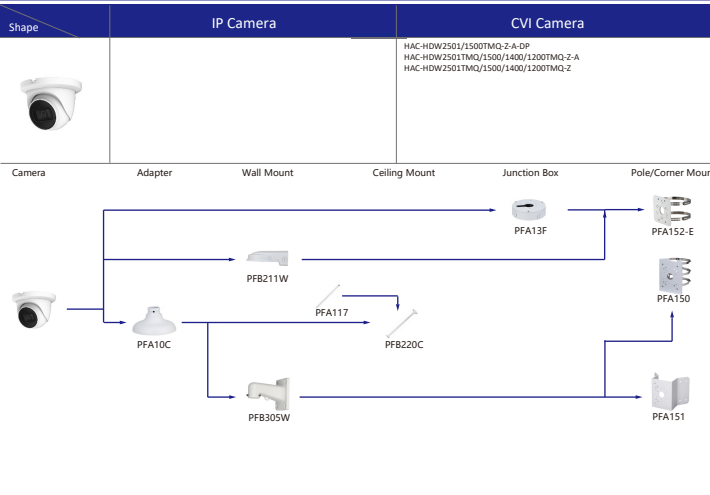 Shape
IP Camera
CVI Camera
HAC-HDW2501/1500TMQ-Z-A-DP
HAC-HDW2501TMQ/1500/1400/1200TMQ-Z-A
HAC-HDW2501TMQ/1500/1400/1200TMQ-Z
Camera
Adapter
Wall Mount
Ceiling Mount
Junction Box
Pole/Corner Moun
PFA13F
PFA152-E
PFB211W
PFA150
PFA117
PFA10C
PFB220C
PFB305W
PFA151